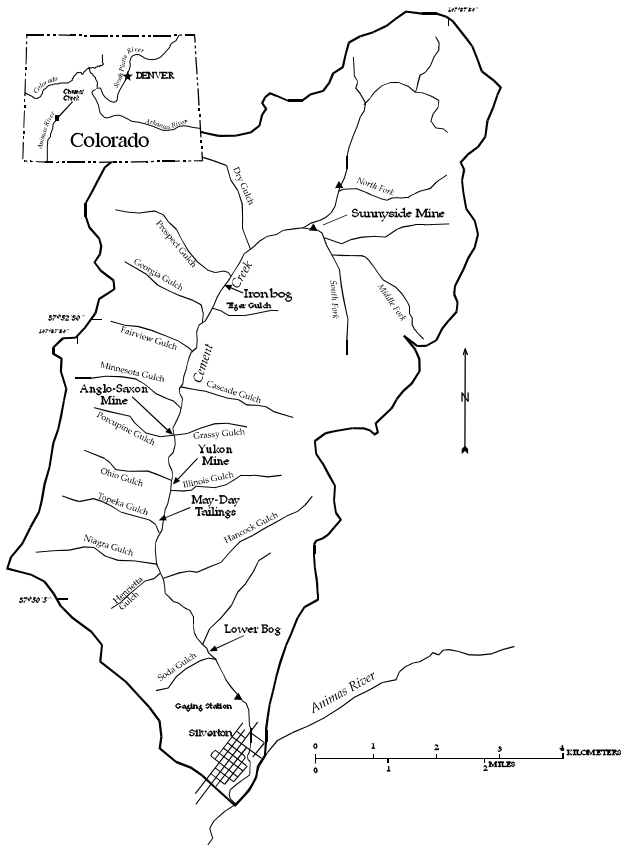 South Platte River
DENVER
Colorado
Cement
Creek
Animas River
Arkansas River
Colorado
Dry Gulch
North Fork
Sunnyside Mine
Prospect Gulch
Georgia Gulch
Creek
Iron bog
Tiger Gulch
South Fork
Middle Fork
Fairview Gulch
Cement
Minnesota Gulch
Anglo-Saxon
Mine
Cascade Gulch
Porcupine Gulch
Grassy Gulch
N
Yukon
Mine
Ohio Gulch
Illinois Gulch
May-Day
Tailings
Topeka Gulch
Hancock Gulch
Niagra Gulch
Henrietta
Gulch
Lower Bog
Soda Gulch
Gaging Station
Animas River
Silverton
0 1 2 3 4 KILOMETERS
0 1 2 MILES